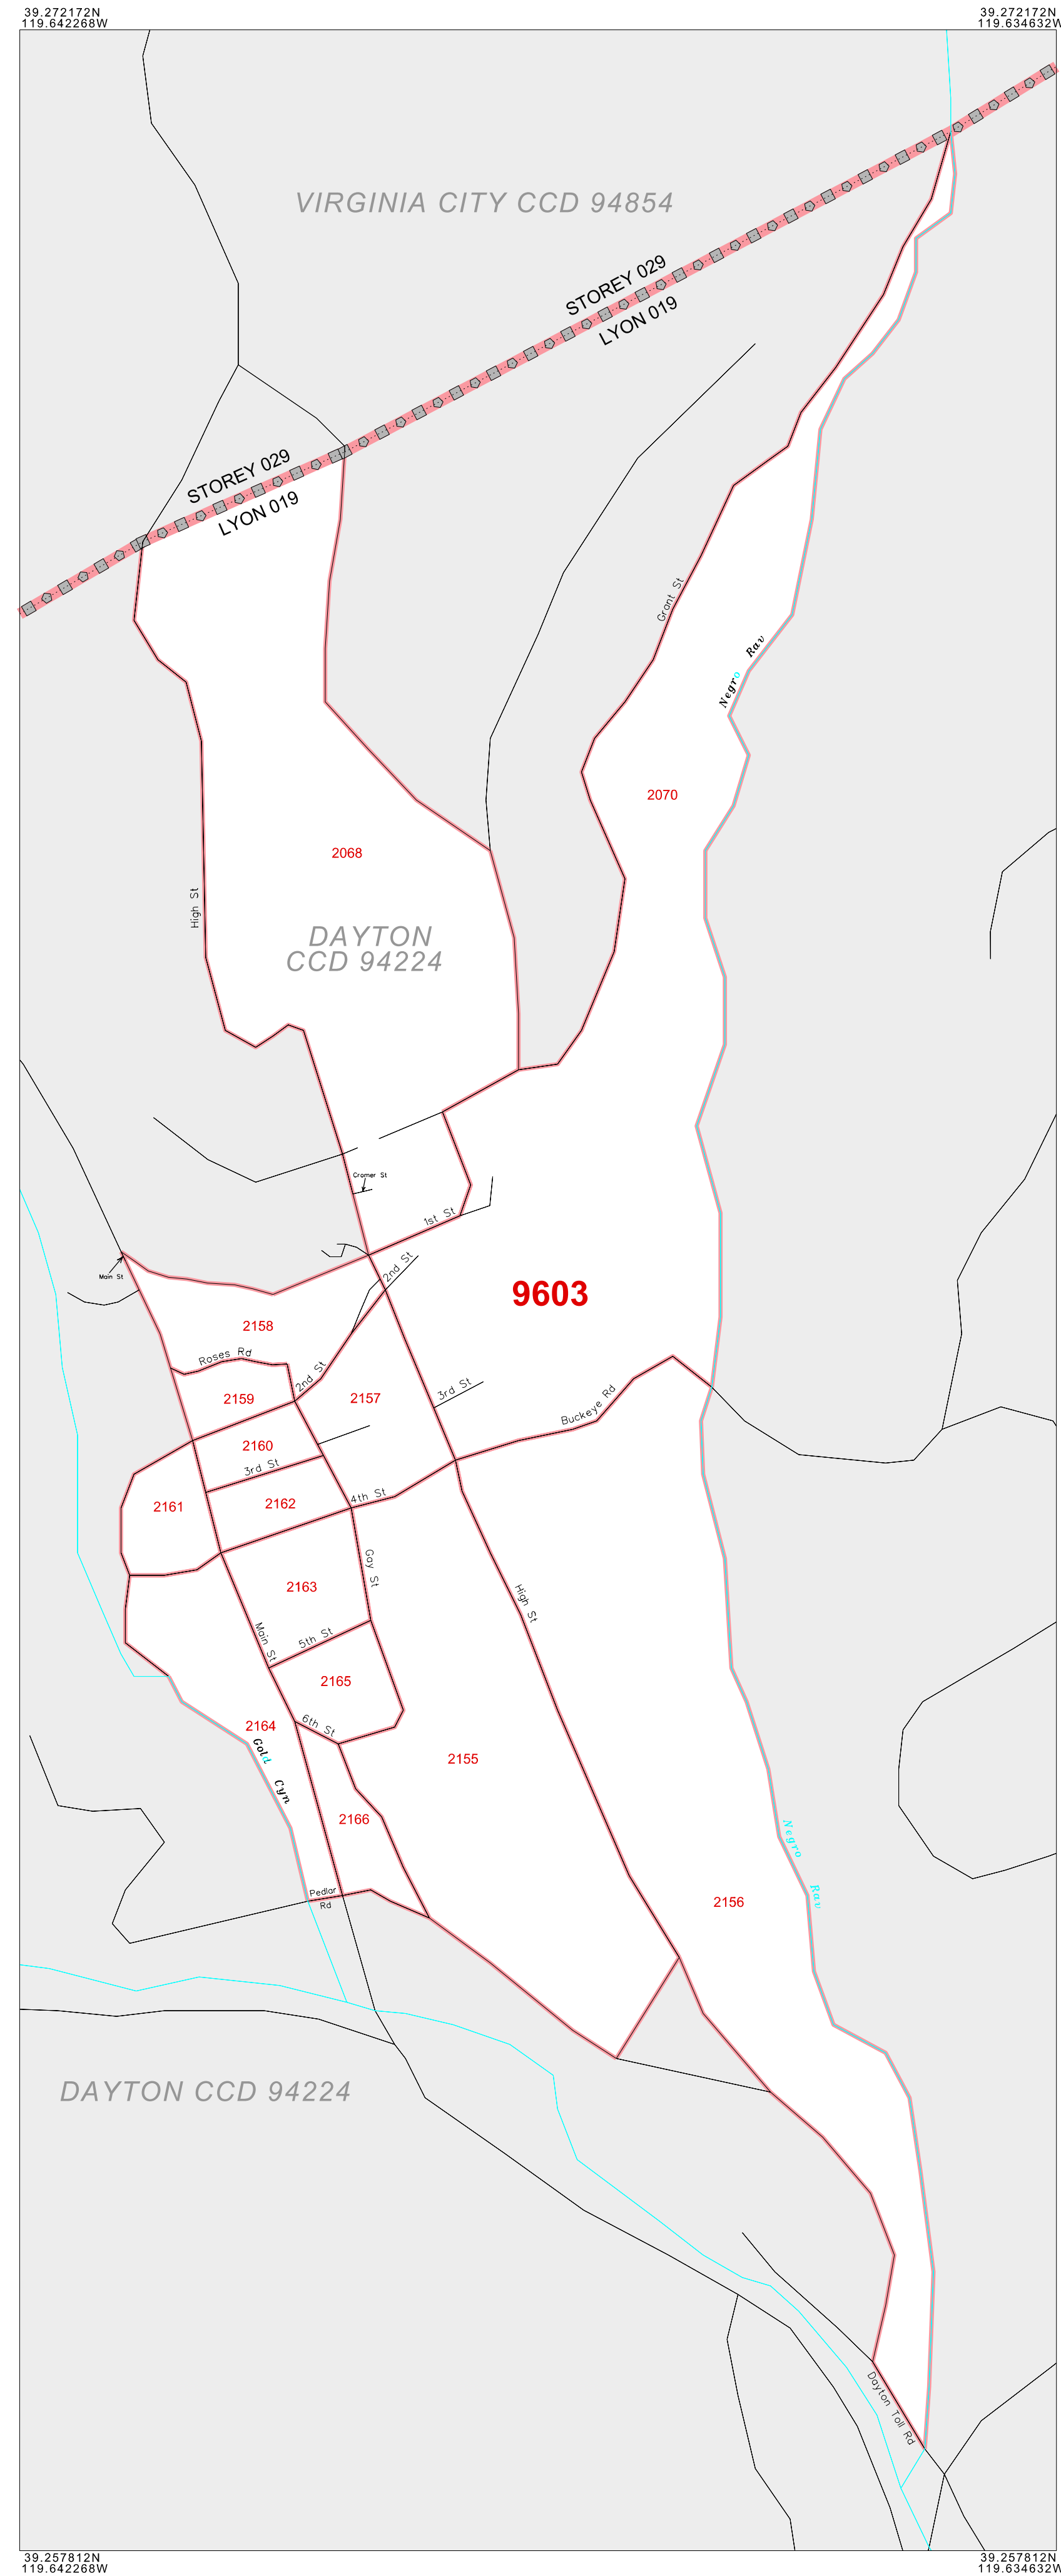 39.272172N
119.642268W
39.272172N
119.634632W
VIRGINIA CITY CCD 94854
STOREY 029
LYON 019
STOREY 029
LYON 019
Grant St
Negro Rav
2070
2068
High St
DAYTON
CCD 94224
Cromer St
1st St
Main St
2nd St
9603
2158
Roses Rd
2nd St
2159
2157
3rd St
Buckeye Rd
2160
3rd St
2161
2162
4th St
Gay St
2163
High St
Main St
5th St
2165
2164
6th St
Gold Cyn
2155
2166
Negro Rav
Pedlar
Rd
2156
DAYTON CCD 94224
Dayton Toll Rd
39.257812N
119.642268W
39.257812N
119.634632W